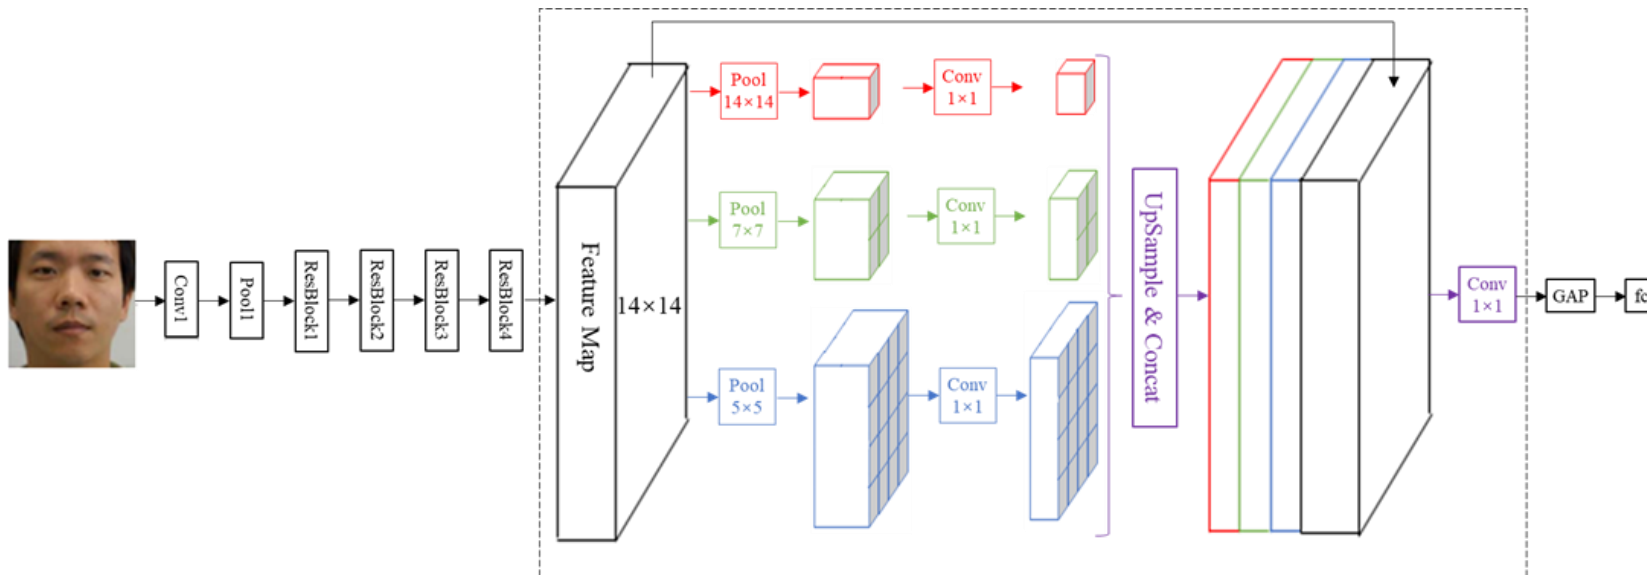 Conv1
Pool1
ResBlock1
ResBlock2
ResBlock3
ResBlock4
Feature Map
14×14
Pool
14×14
Conv
1×1
Pool
7×7
Conv
1×1
Pool
5×5
Conv
1×1
UpSample & Concat
Conv
1×1
GAP
fc